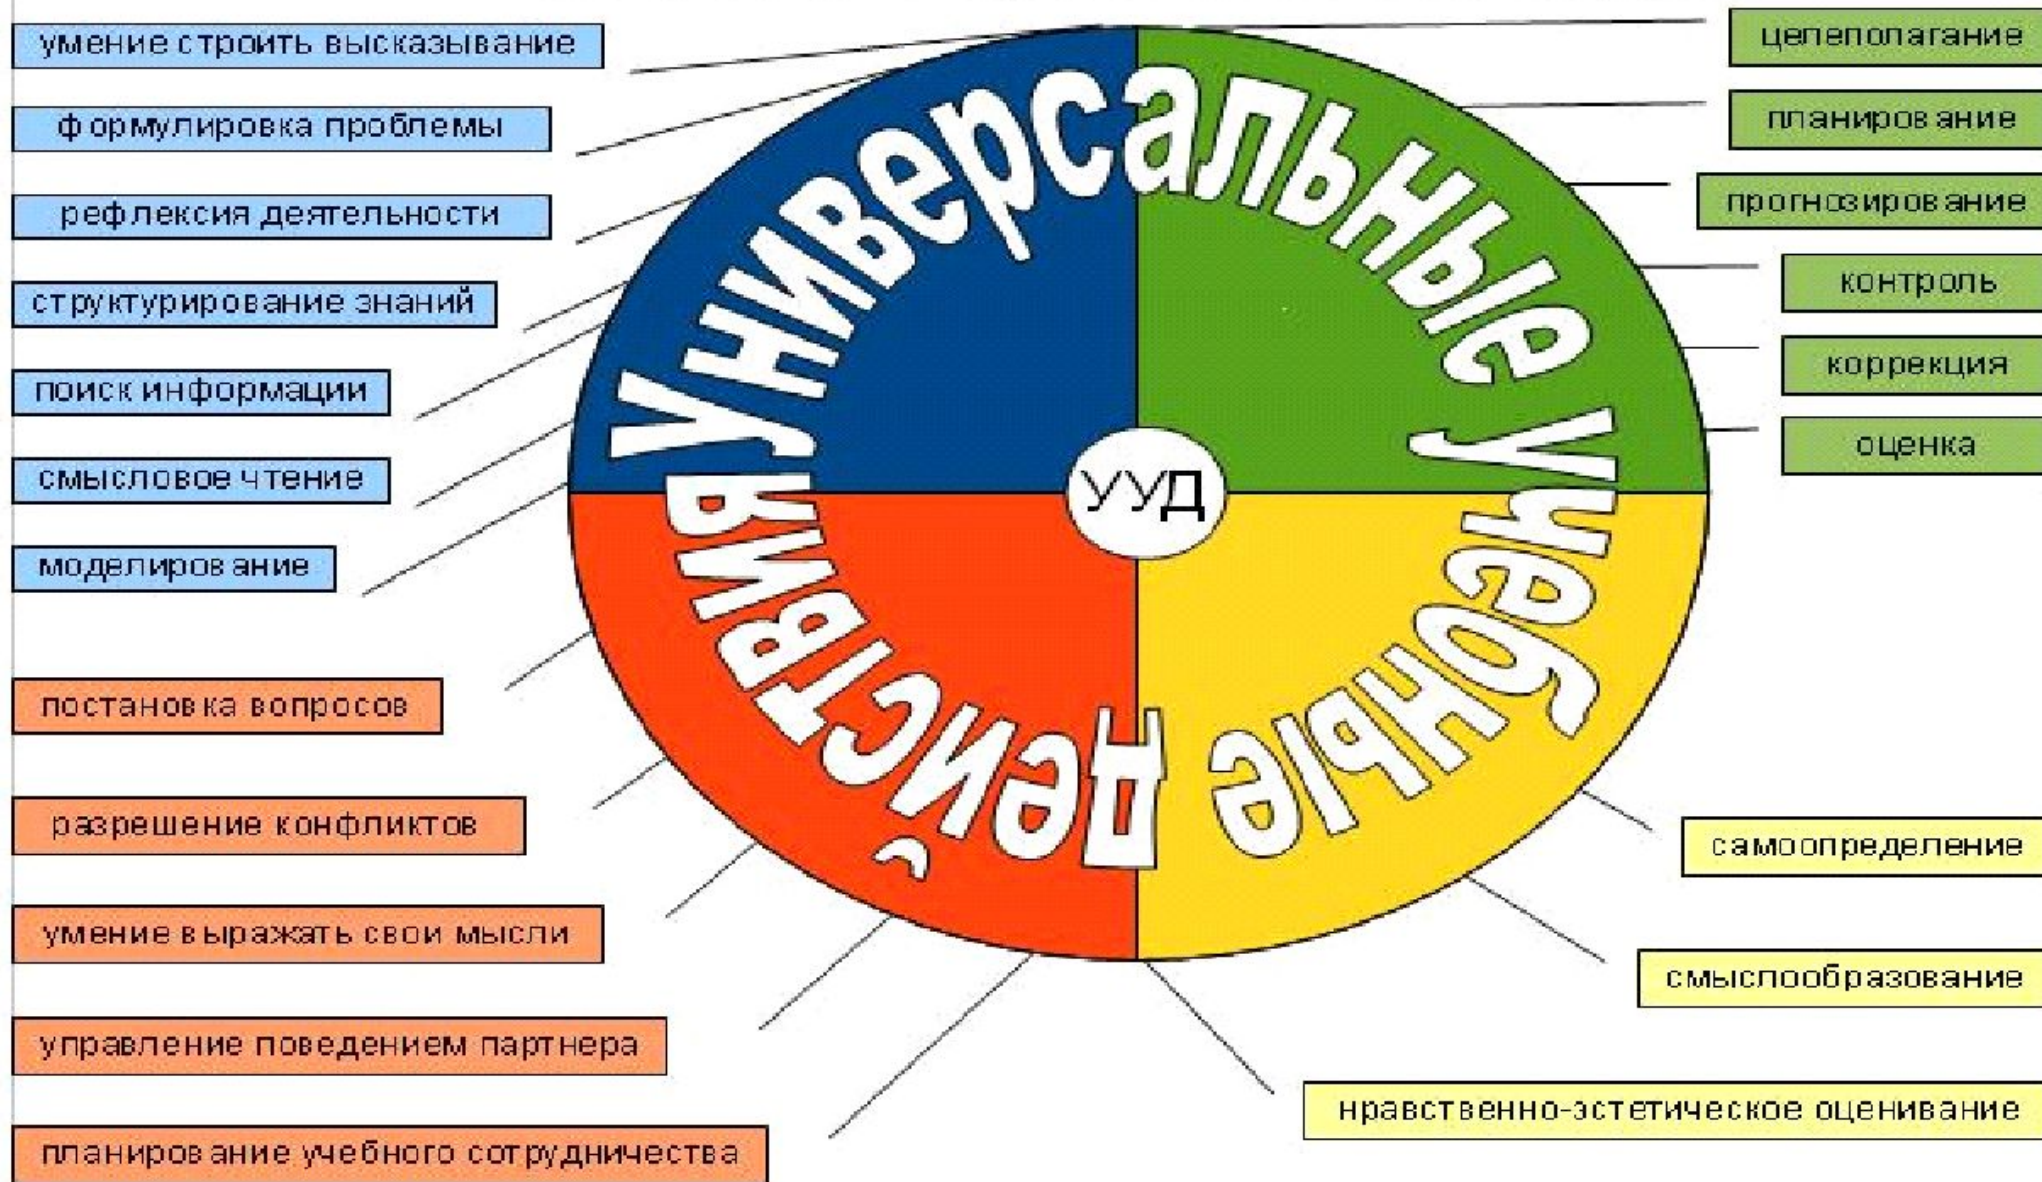 умение строить высказывание
формулировка проблемы
рефлексия деятельности
структурирование знаний
поиск информации
смысловое чтение
моделирование
постановка вопросов
разрешение конфликтов
умение выражать свои мысли
управление поведением партнера
планирование учебного сотрудничества
Универсальные учебные действия
УУД
целеполагание
планирование
прогнозирование
контроль
коррекция
оценка
самоопределение
смыслообразование
нравственно-эстетическое оценивание